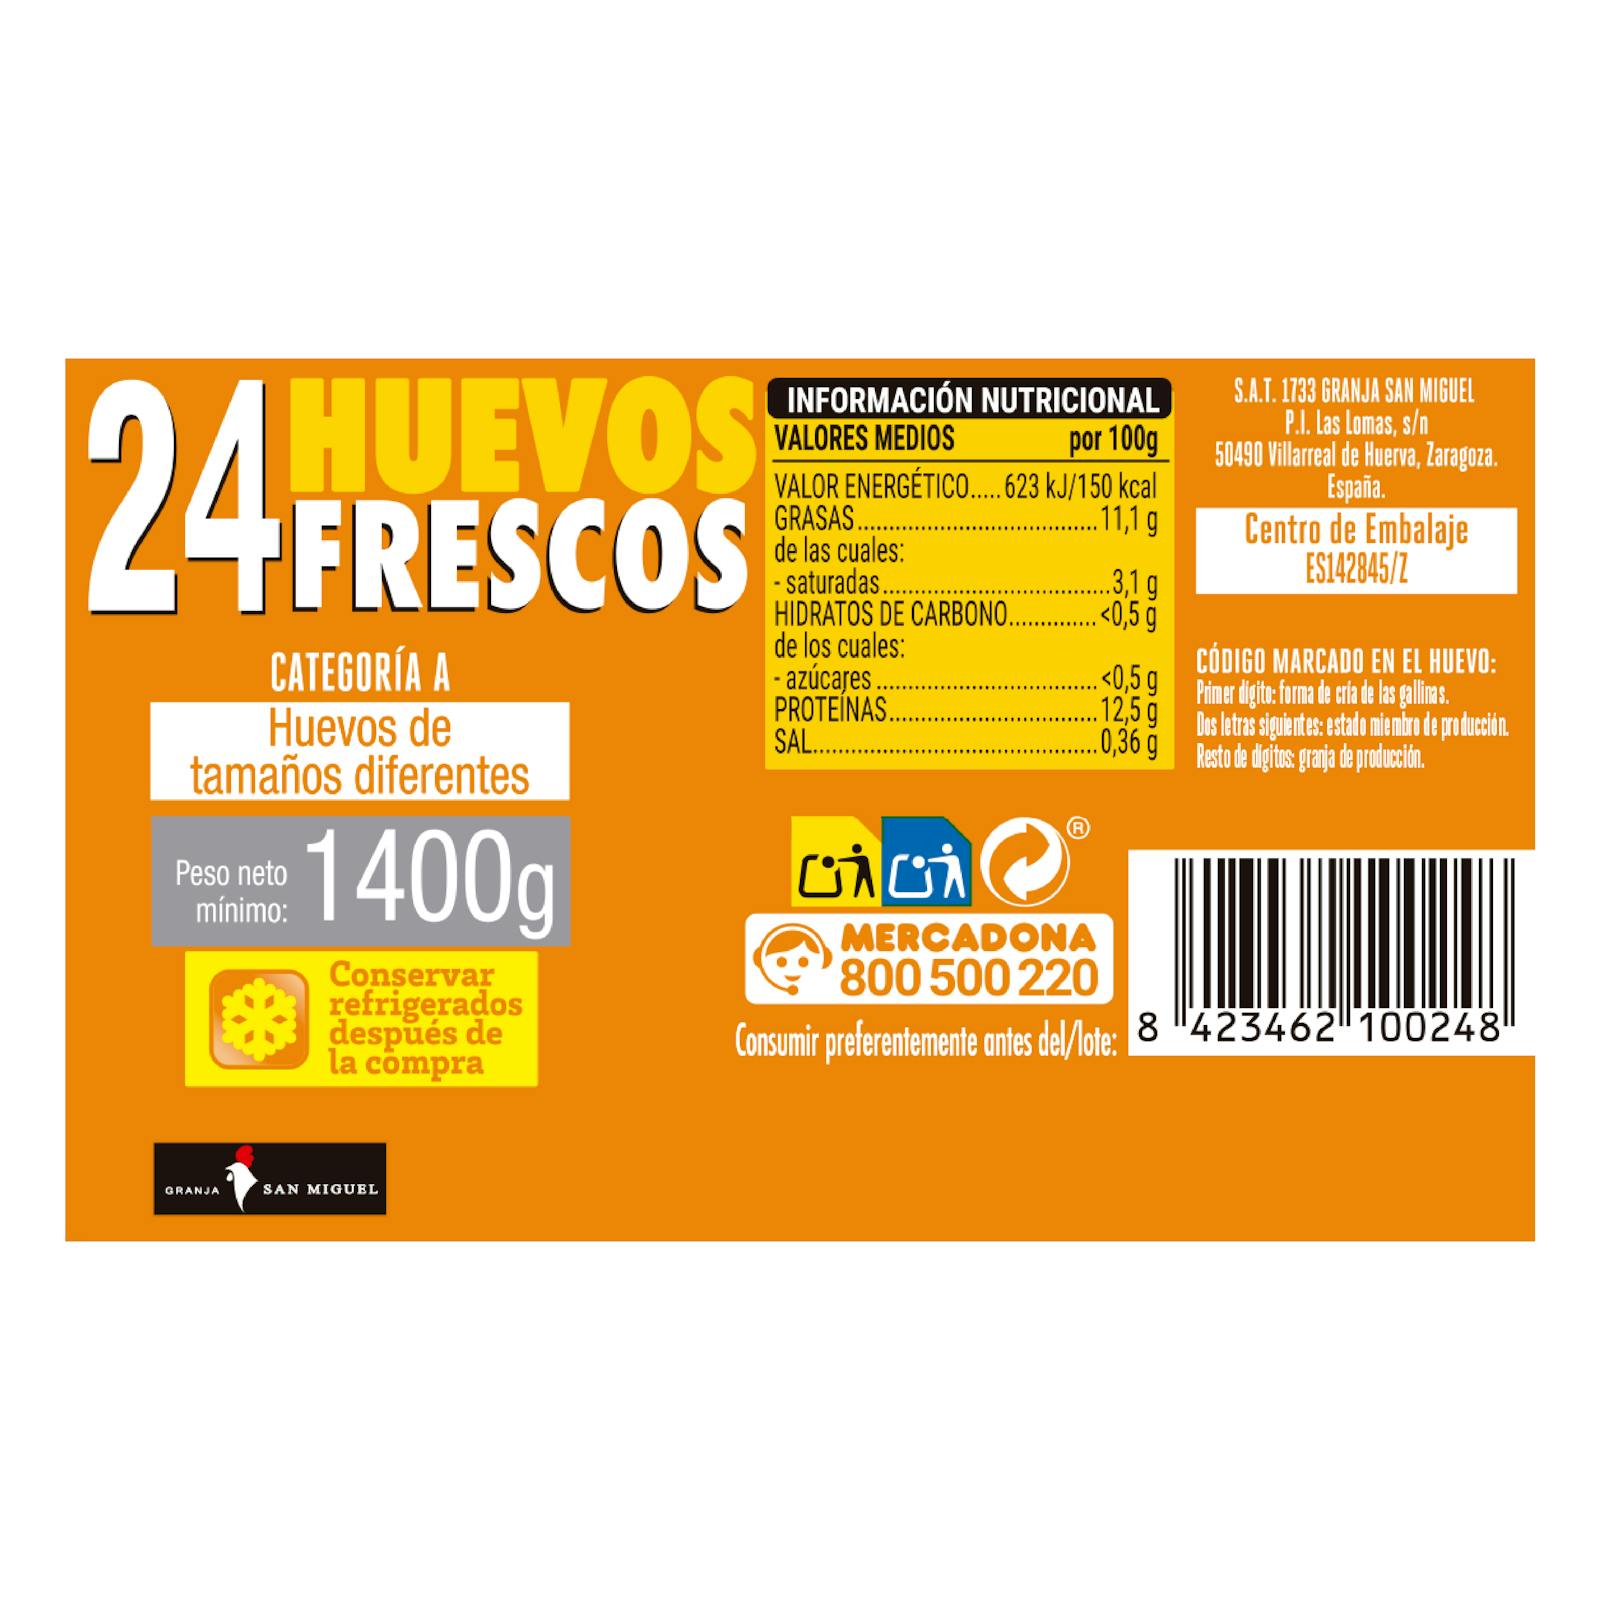 24 HUEVOS
FRESCOS
CATEGORÍA A
Huevos de
tamaños diferentes
Peso neto
mínimo: 1400g
Conservar
refrigerados
después de
la compra
GRANJA SAN MIGUEL
INFORMACIÓN NUTRICIONAL
VALORES MEDIOS por 100g
VALOR ENERGÉTICO.....623 kJ/150 kcal
GRASAS..............................11,1 g
de las cuales:
- saturadas.............................3,1 g
HIDRATOS DE CARBONO.............<0,5 g
de los cuales:
- azúcares............................<0,5 g
PROTEÍNAS..........................12,5 g
SAL...................................0,36 g
®
MERCADONA
800 500 220
Consumir preferentemente antes del/lote:
S.A.T. 1733 GRANJA SAN MIGUEL
P.I. Las Lomas, s/n
50490 Villarreal de Huerva, Zaragoza.
España.
Centro de Embalaje
ES142845/Z
CÓDIGO MARCADO EN EL HUEVO:
Primer dígito: forma de cría de las gallinas.
Dos letras siguientes: estado miembro de producción.
Resto de dígitos: granja de producción.
8 423462 100248